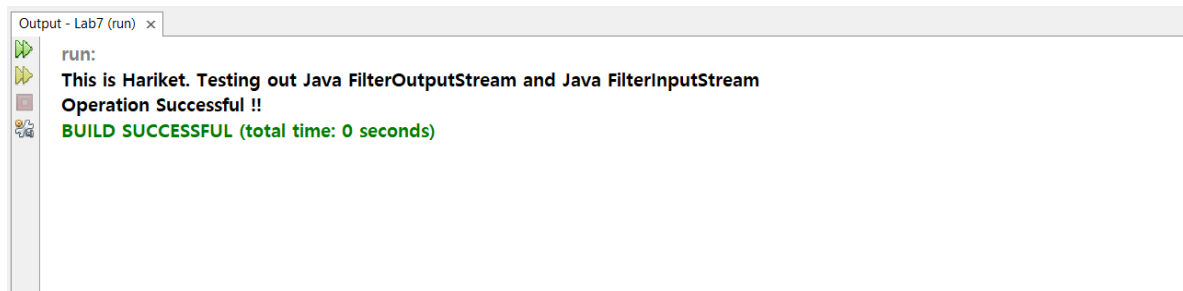 Output - Lab7 (run) ×
run:
This is Hariket. Testing out Java FilterOutputStream and Java FilterInputStream
Operation Successful !!
BUILD SUCCESSFUL (total time: 0 seconds)